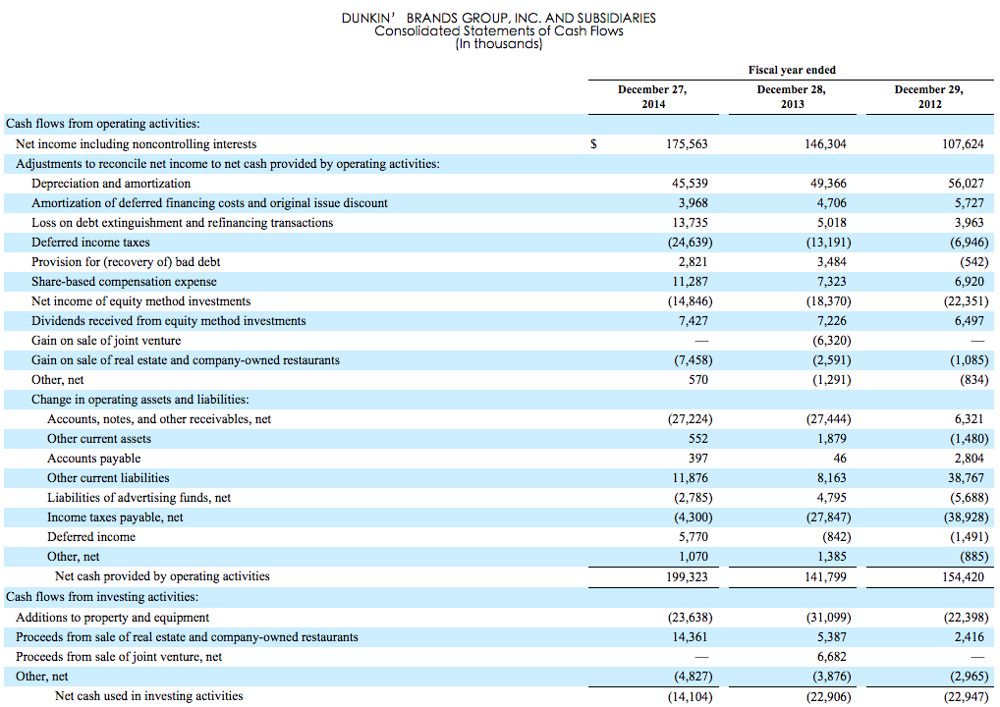 DUNKIN' BRANDS GROUP, INC. AND SUBSIDIARIES
Consolidated Statements of Cash Flows
(In thousands)
Fiscal year ended
December 27, December 28, December 29,
2014 2013 2012
Cash flows from operating activities:
Net income including noncontrolling interests $ 175,563 146,304 107,624
Adjustments to reconcile net income to net cash provided by operating activities:
Depreciation and amortization 45,539 49,366 56,027
Amortization of deferred financing costs and original issue discount 3,968 4,706 5,727
Loss on debt extinguishment and refinancing transactions 13,735 5,018 3,963
Deferred income taxes (24,639) (13,191) (6,946)
Provision for (recovery of) bad debt 2,821 3,484 (542)
Share-based compensation expense 11,287 7,323 6,920
Net income of equity method investments (14,846) (18,370) (22,351)
Dividends received from equity method investments 7,427 7,226 6,497
Gain on sale of joint venture — (6,320) —
Gain on sale of real estate and company-owned restaurants (7,458) (2,591) (1,085)
Other, net 570 (1,291) (834)
Change in operating assets and liabilities:
Accounts, notes, and other receivables, net (27,224) (27,444) 6,321
Other current assets 552 1,879 (1,480)
Accounts payable 397 46 2,804
Other current liabilities 11,876 8,163 38,767
Liabilities of advertising funds, net (2,785) 4,795 (5,688)
Income taxes payable, net (4,300) (27,847) (38,928)
Deferred income 5,770 (842) (1,491)
Other, net 1,070 1,385 (885)
Net cash provided by operating activities 199,323 141,799 154,420
Cash flows from investing activities:
Additions to property and equipment (23,638) (31,099) (22,398)
Proceeds from sale of real estate and company-owned restaurants 14,361 5,387 2,416
Proceeds from sale of joint venture, net — 6,682 —
Other, net (4,827) (3,876) (2,965)
Net cash used in investing activities (14,104) (22,906) (22,947)